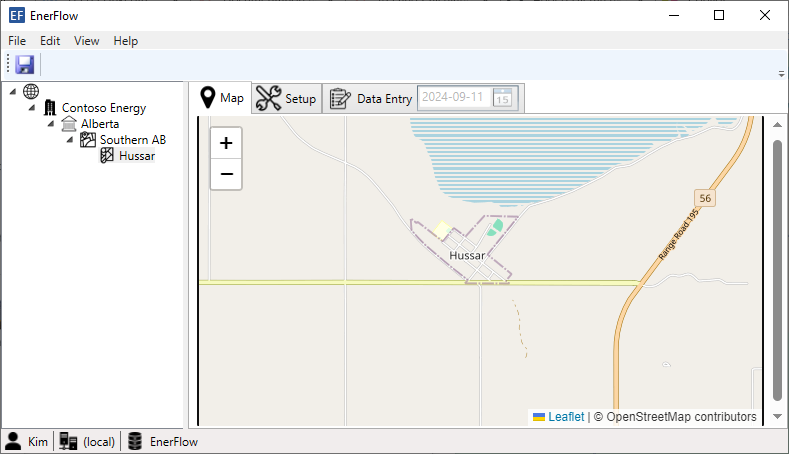 EF EnerFlow
File Edit View Help
Map Setup Data Entry 2024-09-11 15
Contoso Energy
Alberta
Southern AB
Hussar
+
−
56
Range Road 195
Hussar
Leaflet | © OpenStreetMap contributors
Kim (local) EnerFlow